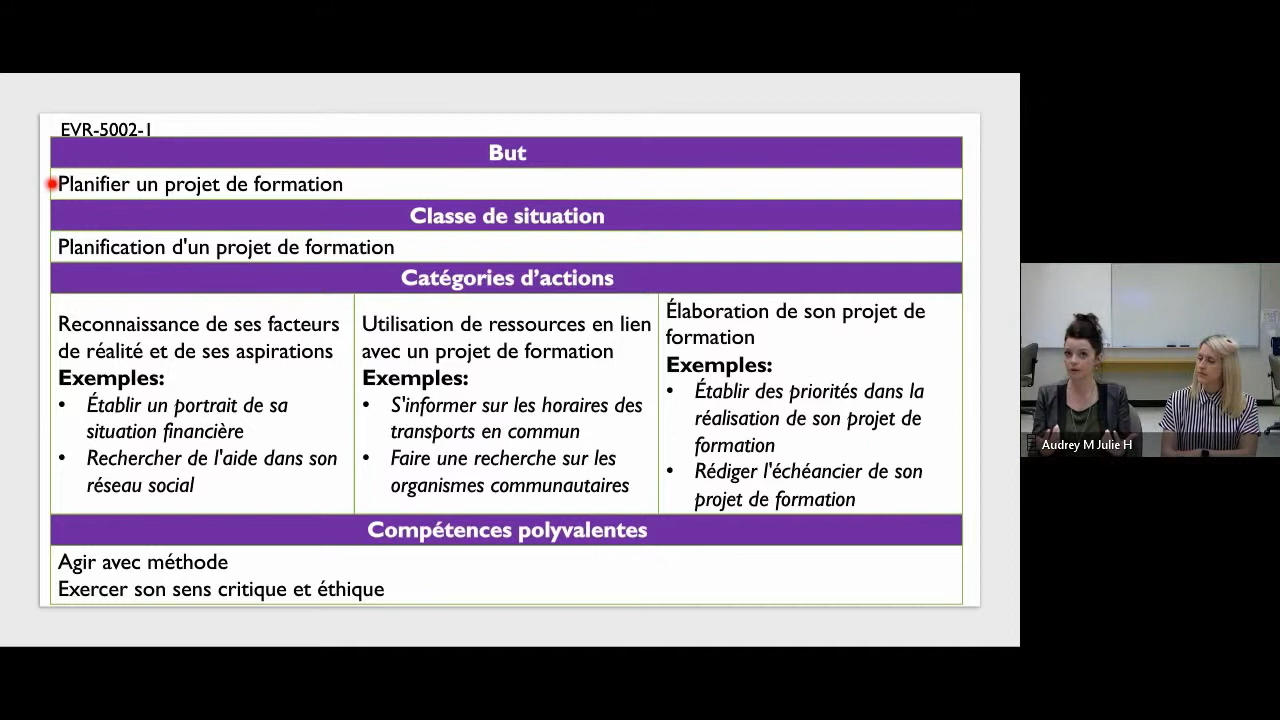 EVR-5002-1
But
Planifier un projet de formation
Classe de situation
Planification d'un projet de formation
Catégories d’actions
Reconnaissance de ses facteurs
de réalité et de ses aspirations
Exemples:
• Établir un portrait de sa
situation financière
• Rechercher de l'aide dans son
réseau social
Utilisation de ressources en lien
avec un projet de formation
Exemples:
• S'informer sur les horaires des
transports en commun
• Faire une recherche sur les
organismes communautaires
Élaboration de son projet de
formation
Exemples:
• Établir des priorités dans la
réalisation de son projet de
formation
• Rédiger l'échéancier de son
projet de formation
Compétences polyvalentes
Agir avec méthode
Exercer son sens critique et éthique
Audrey M Julie H